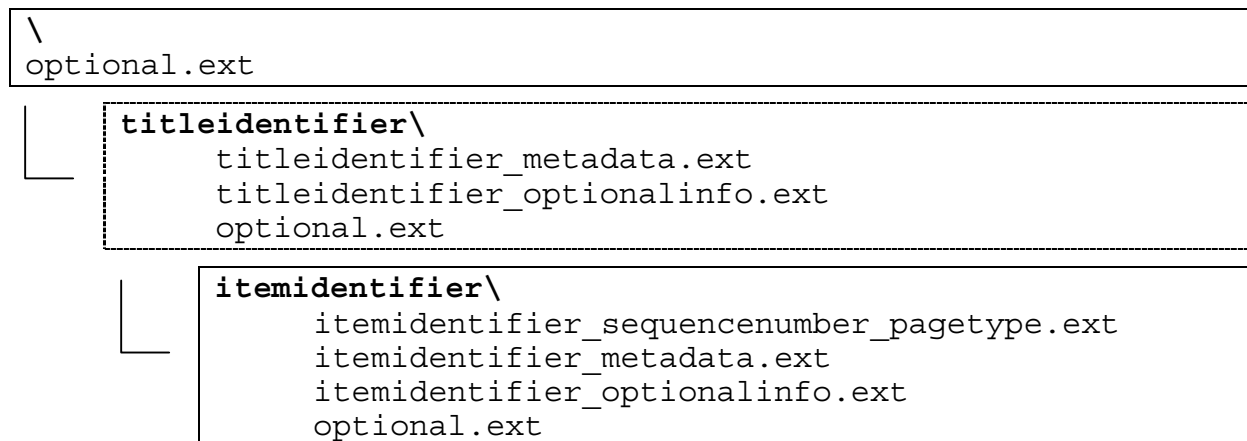 \
optional.ext
titleidentifier\
titleidentifier_metadata.ext
titleidentifier_optionalinfo.ext
optional.ext
itemidentifier\
itemidentifier_sequencenumber_pagetype.ext
itemidentifier_metadata.ext
itemidentifier_optionalinfo.ext
optional.ext